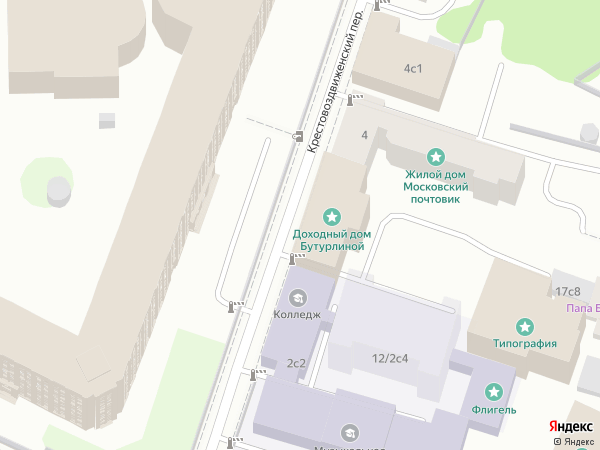 4с1
Крестовоздвиженский пер.
4
Жилой дом
Московский
почтовик
Доходный дом
Бутурлиной
17с8
Папа
Колледж
Типография
2с2
12/2с4
Флигель
Яндекс
© Яндекс